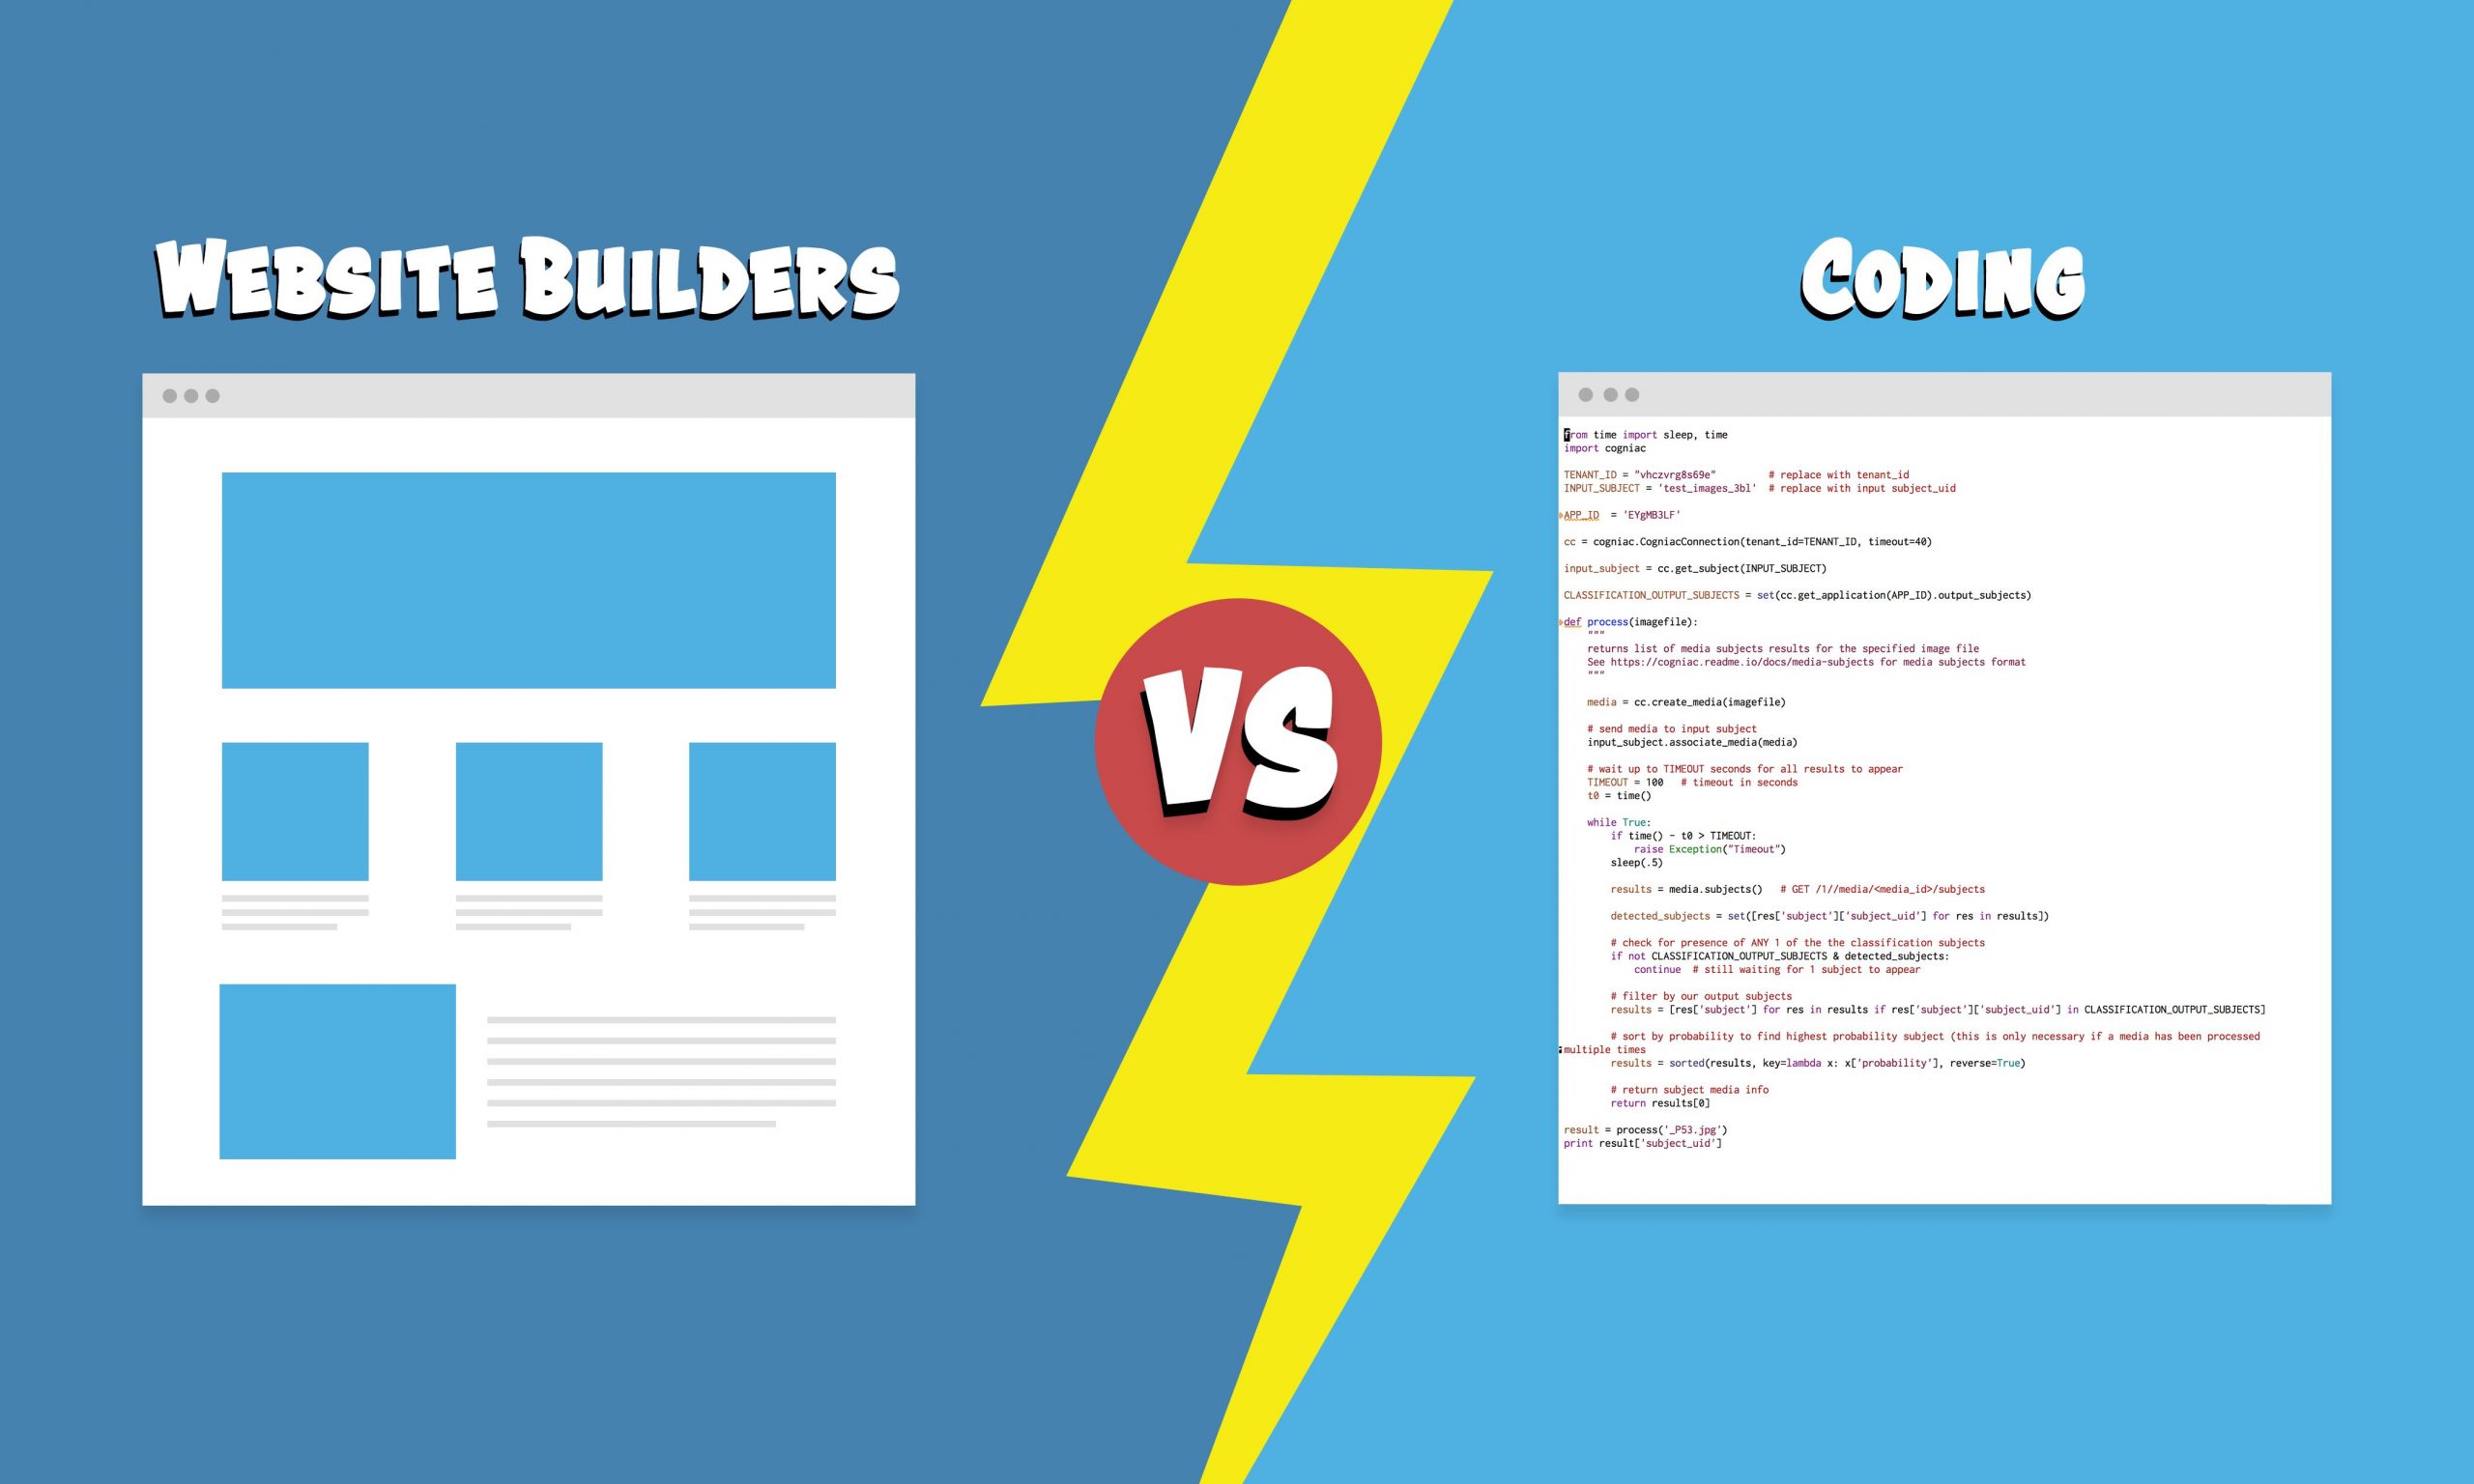 Website Builders
VS
Coding
from time import sleep, time
import cogniac
TENANT_ID = "vhczvrg8s69e" # replace with tenant_id
INPUT_SUBJECT = 'test_images_3bl' # replace with input subject_uid
APP_ID = 'EYgMB3LF'
cc = cogniac.CogniacConnection(tenant_id=TENANT_ID, timeout=40)
input_subject = cc.get_subject(INPUT_SUBJECT)
CLASSIFICATION_OUTPUT_SUBJECTS = set(cc.get_application(APP_ID).output_subjects)
def process(imagefile):
"""
returns list of media subjects results for the specified image file
See https://cogniac.readme.io/docs/media-subjects for media subjects format
"""
media = cc.create_media(imagefile)
# send media to input subject
input_subject.associate_media(media)
# wait up to TIMEOUT seconds for all results to appear
TIMEOUT = 100 # timeout in seconds
t0 = time()
while True:
if time() - t0 > TIMEOUT:
raise Exception("Timeout")
sleep(.5)
results = media.subjects() # GET /1//media/<media_id>/subjects
detected_subjects = set([res['subject']['subject_uid'] for res in results])
# check for presence of ANY 1 of the the classification subjects
if not CLASSIFICATION_OUTPUT_SUBJECTS & detected_subjects:
continue # still waiting for 1 subject to appear
# filter by our output subjects
results = [res['subject'] for res in results if res['subject']['subject_uid'] in CLASSIFICATION_OUTPUT_SUBJECTS]
# sort by probability to find highest probability subject (this is only necessary if a media has been processed
multiple times
results = sorted(results, key=lambda x: x['probability'], reverse=True)
# return subject media info
return results[0]
result = process('_P53.jpg')
print result['subject_uid']